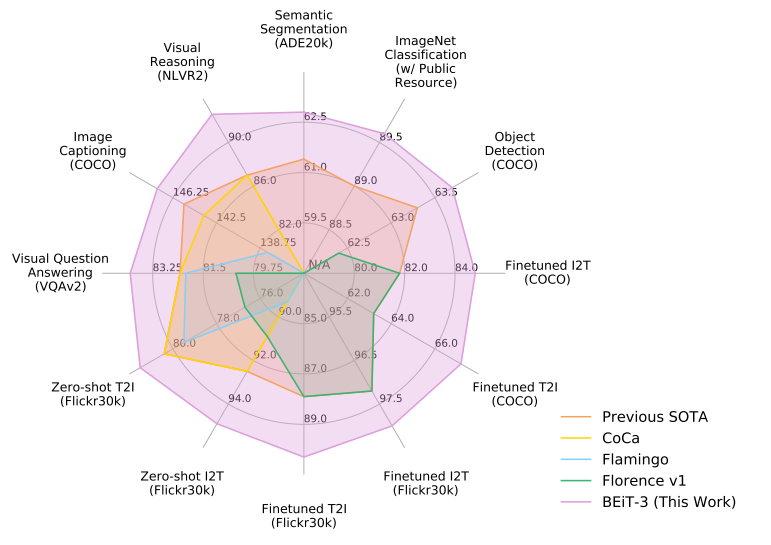 Semantic
Segmentation
(ADE20k)
ImageNet
Classification
(w/ Public
Resource)
Visual
Reasoning
(NLVR2)
Object
Detection
(COCO)
Image
Captioning
(COCO)
Visual Question
Answering
(VQAv2)
Finetuned I2T
(COCO)
Zero-shot T2I
(Flickr30k)
Finetuned T2I
(COCO)
Zero-shot I2T
(Flickr30k)
Finetuned T2I
(Flickr30k)
Finetuned I2T
(Flickr30k)
62.5
61.0
59.5
89.5
89.0
88.5
63.5
63.0
62.5
84.0
82.0
80.0
66.0
64.0
62.0
97.5
96.5
95.5
89.0
87.0
85.0
94.0
92.0
90.0
80.0
78.0
76.0
83.25
81.5
79.75
146.25
142.5
138.75
90.0
86.0
82.0
N/A
Previous SOTA
CoCa
Flamingo
Florence v1
BEiT-3 (This Work)